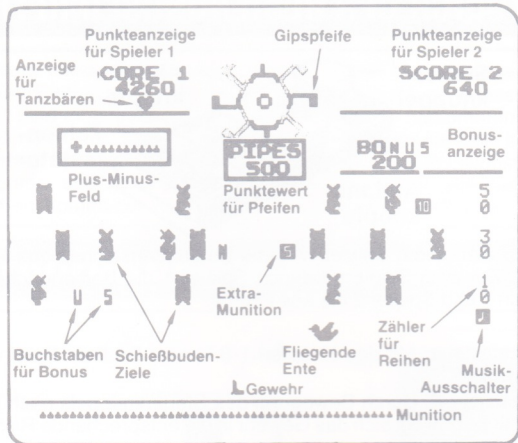 Punkteanzeige für Spieler 1
Gipspfeife
Punkteanzeige für Spieler 2
Anzeige für Tanzbären
CORE 1
4260
SCORE 2
640
PIPES
500
BONUS
200
Bonus-
anzeige
Plus-Minus-
Feld
Punktewert
für Pfeifen
10
5
0
N
5
3
0
U S
Extra-
Munition
1
0
Buchstaben
für Bonus
Schießbuden-
Ziele
Fliegende
Ente
Zähler
für
Reihen
Musik-
Ausschalter
Gewehr
Munition